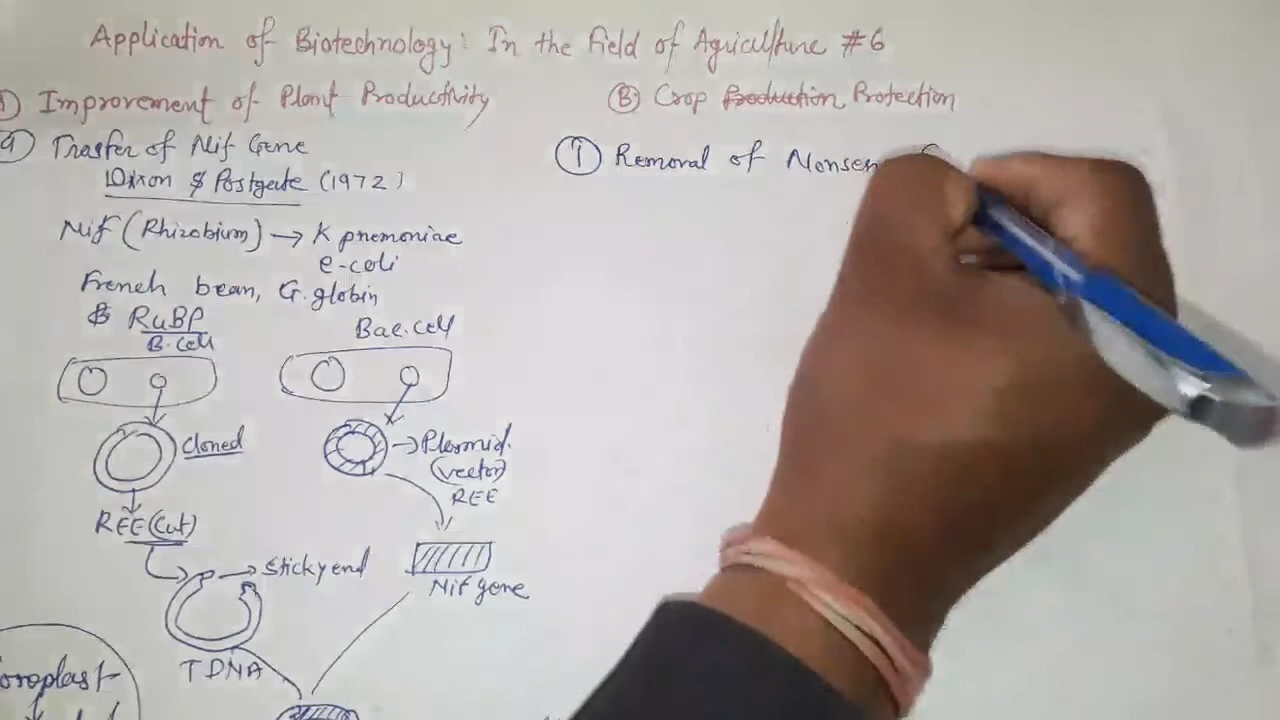 Application of Biotechnology: In the field of Agriculture #6
A) Improvement of Plant Productivity
a) Trasfer of Nif Gene
Dixon & Postgate (1972)
Nif (Rhizobium) → K pnemoniae
e-coli
French bean, G. globin
& RuBP
B.cell
Bac. cell
Cloned
REE (Cut)
Sticky end
TDNA
→ Plasmid.
(vector)
REE
Nif gene
B) Crop Production Protection
① Removal of Nonsen